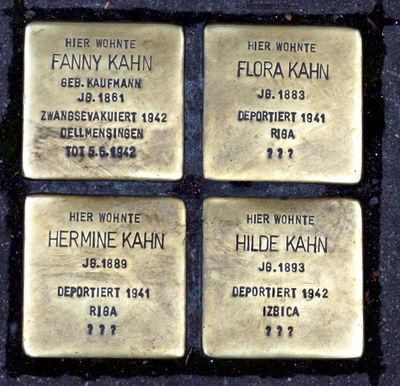 HIER WOHNTE
FANNY KAHN
GEB. KAUFMANN
JG. 1861
ZWANGSEVAKUIERT 1942
DELLMENSINGEN
TOT 5.6.1942
HIER WOHNTE
FLORA KAHN
JG. 1883
DEPORTIERT 1941
RIGA
? ? ?
HIER WOHNTE
HERMINE KAHN
JG. 1889
DEPORTIERT 1941
RIGA
? ? ?
HIER WOHNTE
HILDE KAHN
JG. 1893
DEPORTIERT 1942
IZBICA
? ? ?